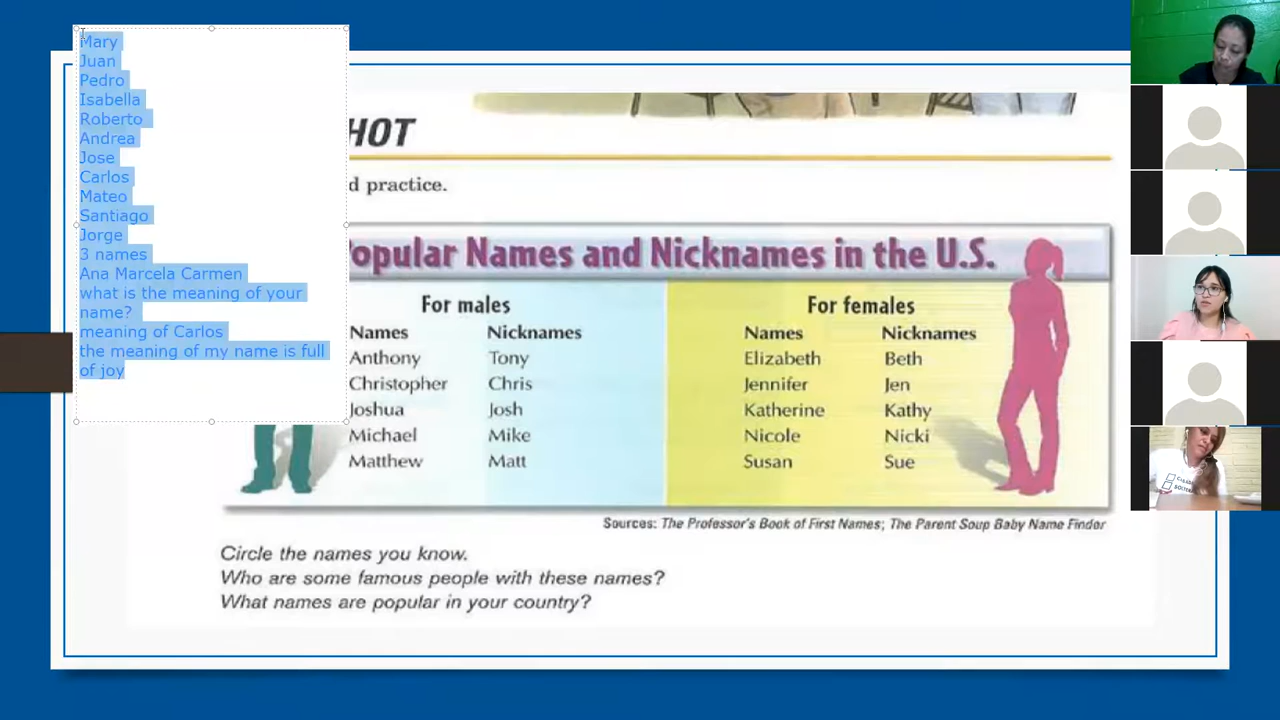 Mary
Juan
Pedro
Isabella
Roberto
Andrea
Jose
Carlos
Mateo
Santiago
Jorge
3 names
Ana Marcela Carmen
what is the meaning of your
name?
meaning of Carlos
the meaning of my name is full
of joy
HOT
d practice.
opular Names and Nicknames in the U.S.
For males
Names Nicknames
Anthony Tony
Christopher Chris
Joshua Josh
Michael Mike
Matthew Matt
For females
Names Nicknames
Elizabeth Beth
Jennifer Jen
Katherine Kathy
Nicole Nicki
Susan Sue
Sources: The Professor's Book of First Names; The Parent Soup Baby Name Finder
Circle the names you know.
Who are some famous people with these names?
What names are popular in your country?